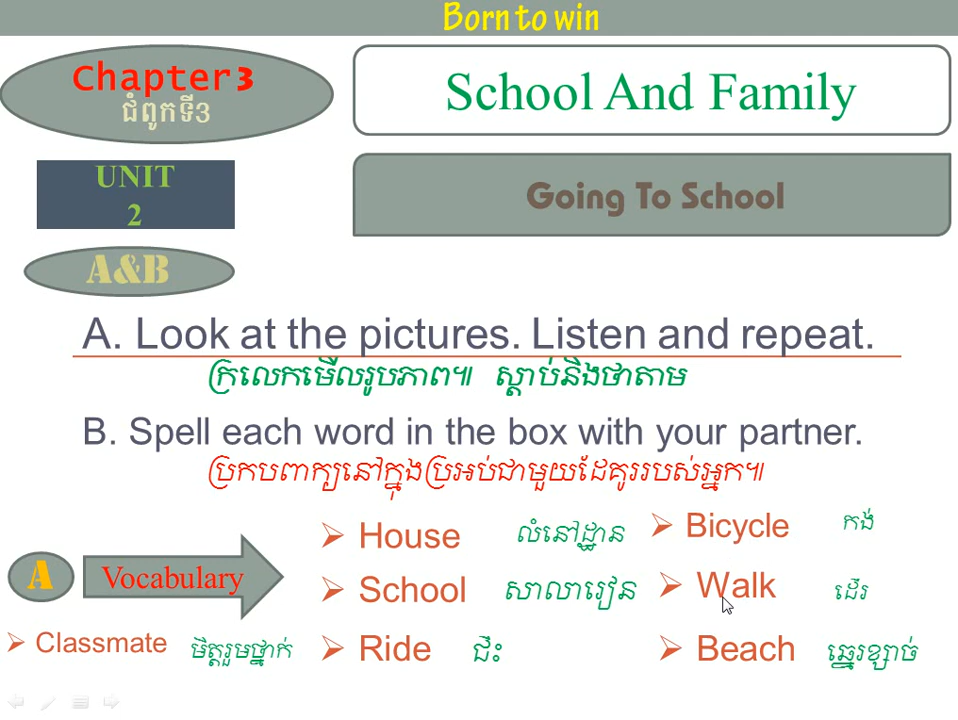 Born to win
Chapter3
ជំពូកទី3
School And Family
UNIT
2
Going To School
A&B
A. Look at the pictures. Listen and repeat.
ក្រលេកមើលរូបភាព៕ ស្តាប់និងថាតាម
B. Spell each word in the box with your partner.
ប្រកបពាក្យនៅក្នុងប្រអប់ជាមួយដៃគូររបស់អ្នក៕
A Vocabulary
House លំនៅដ្ឋាន Bicycle កង់
School សាលារៀន Walk ដើរ
Classmate មិត្តរួមថ្នាក់ Ride ជិះ Beach ឆ្នេរខ្សាច់